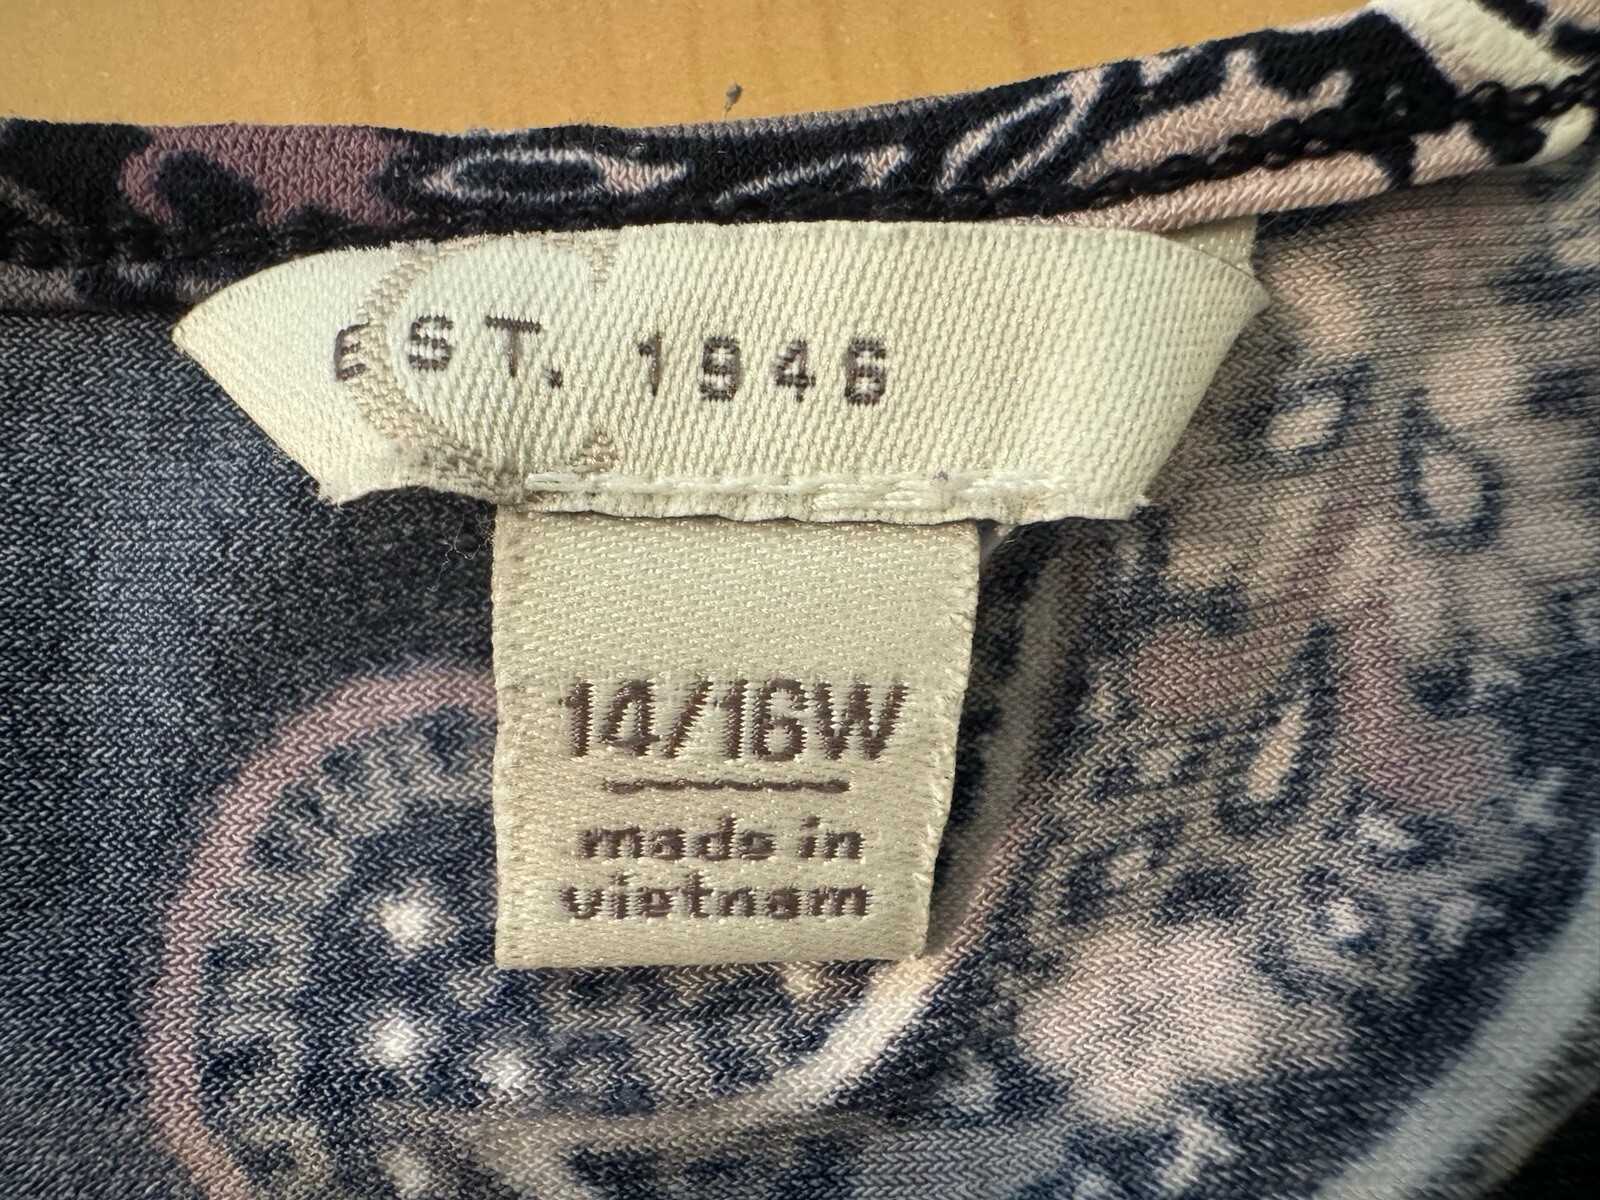 EST. 1946
14/16W
made in
vietnam